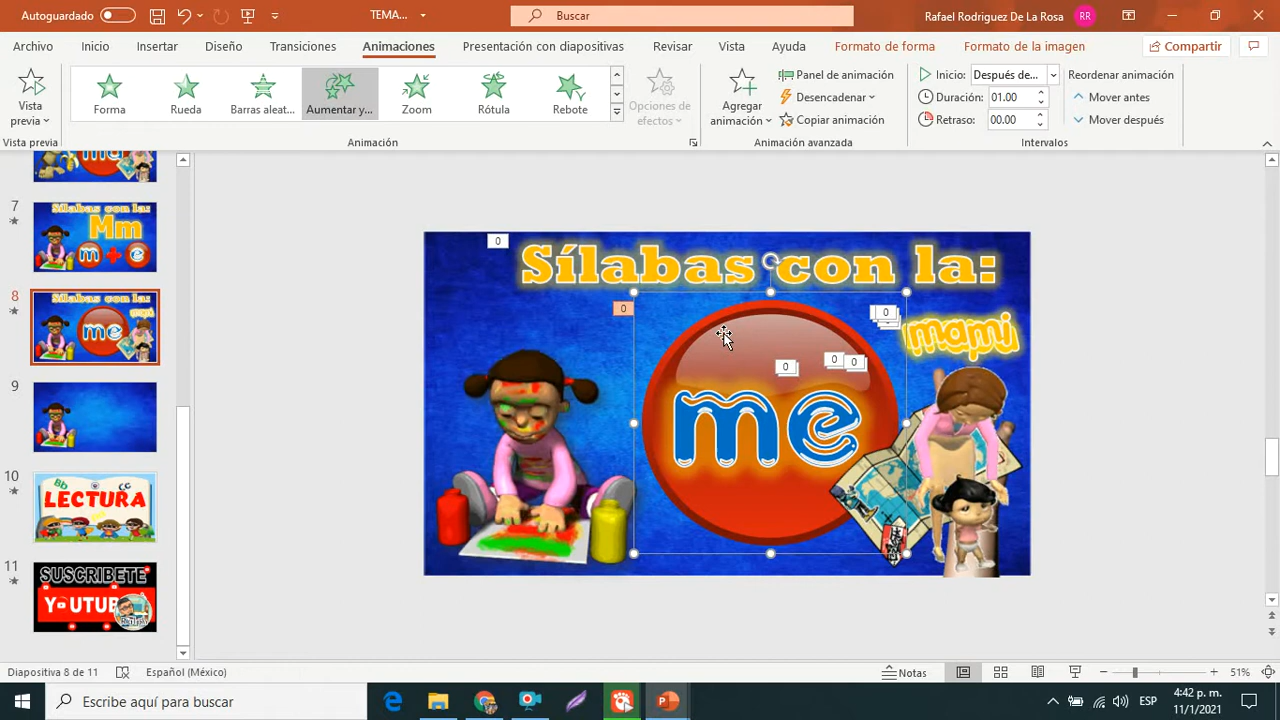 Autoguardado
TEMA...
Buscar
Rafael Rodriguez De La Rosa
RR
Archivo Inicio Insertar Diseño Transiciones Animaciones Presentación con diapositivas Revisar Vista Ayuda Formato de forma Formato de la imagen Compartir
Vista previa
Forma Rueda Barras aleat... Aumentar y... Zoom Rótula Rebote
Opciones de efectos
Agregar animación
Panel de animación
Desencadenar
Copiar animación
Inicio: Después de...
Duración: 01.00
Retraso: 00.00
Reordenar animación
Mover antes
Mover después
Vista previa Animación Animación avanzada Intervalos
7
Sílabas con la:
Mm
m + e
8
Sílabas con la:
mami
me
9
10
LECTURA
11
SUSCRIBETE
YOUTUB
0
Sílabas con la:
0
0
mami
0
0
0
me
Diapositiva 8 de 11
Español (México)
Notas
51%
Escribe aquí para buscar
ESP
4:42 p. m.
11/1/2021